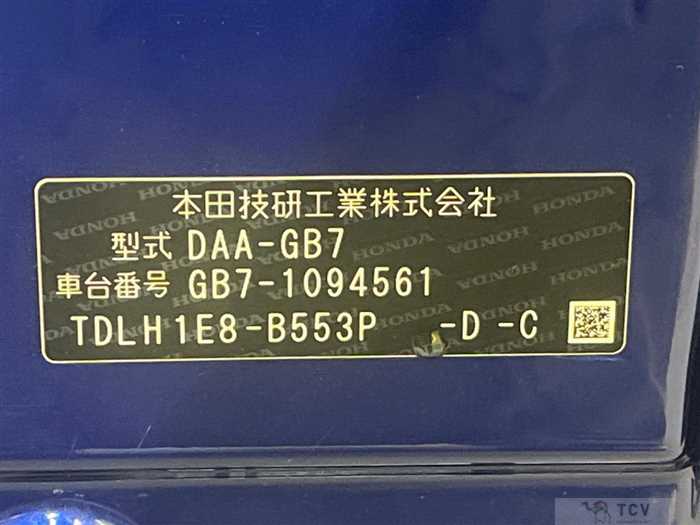 本田技研工業株式会社
型式 DAA-GB7
車台番号 GB7-1094561
TDLH1E8-B553P -D -C
TCV